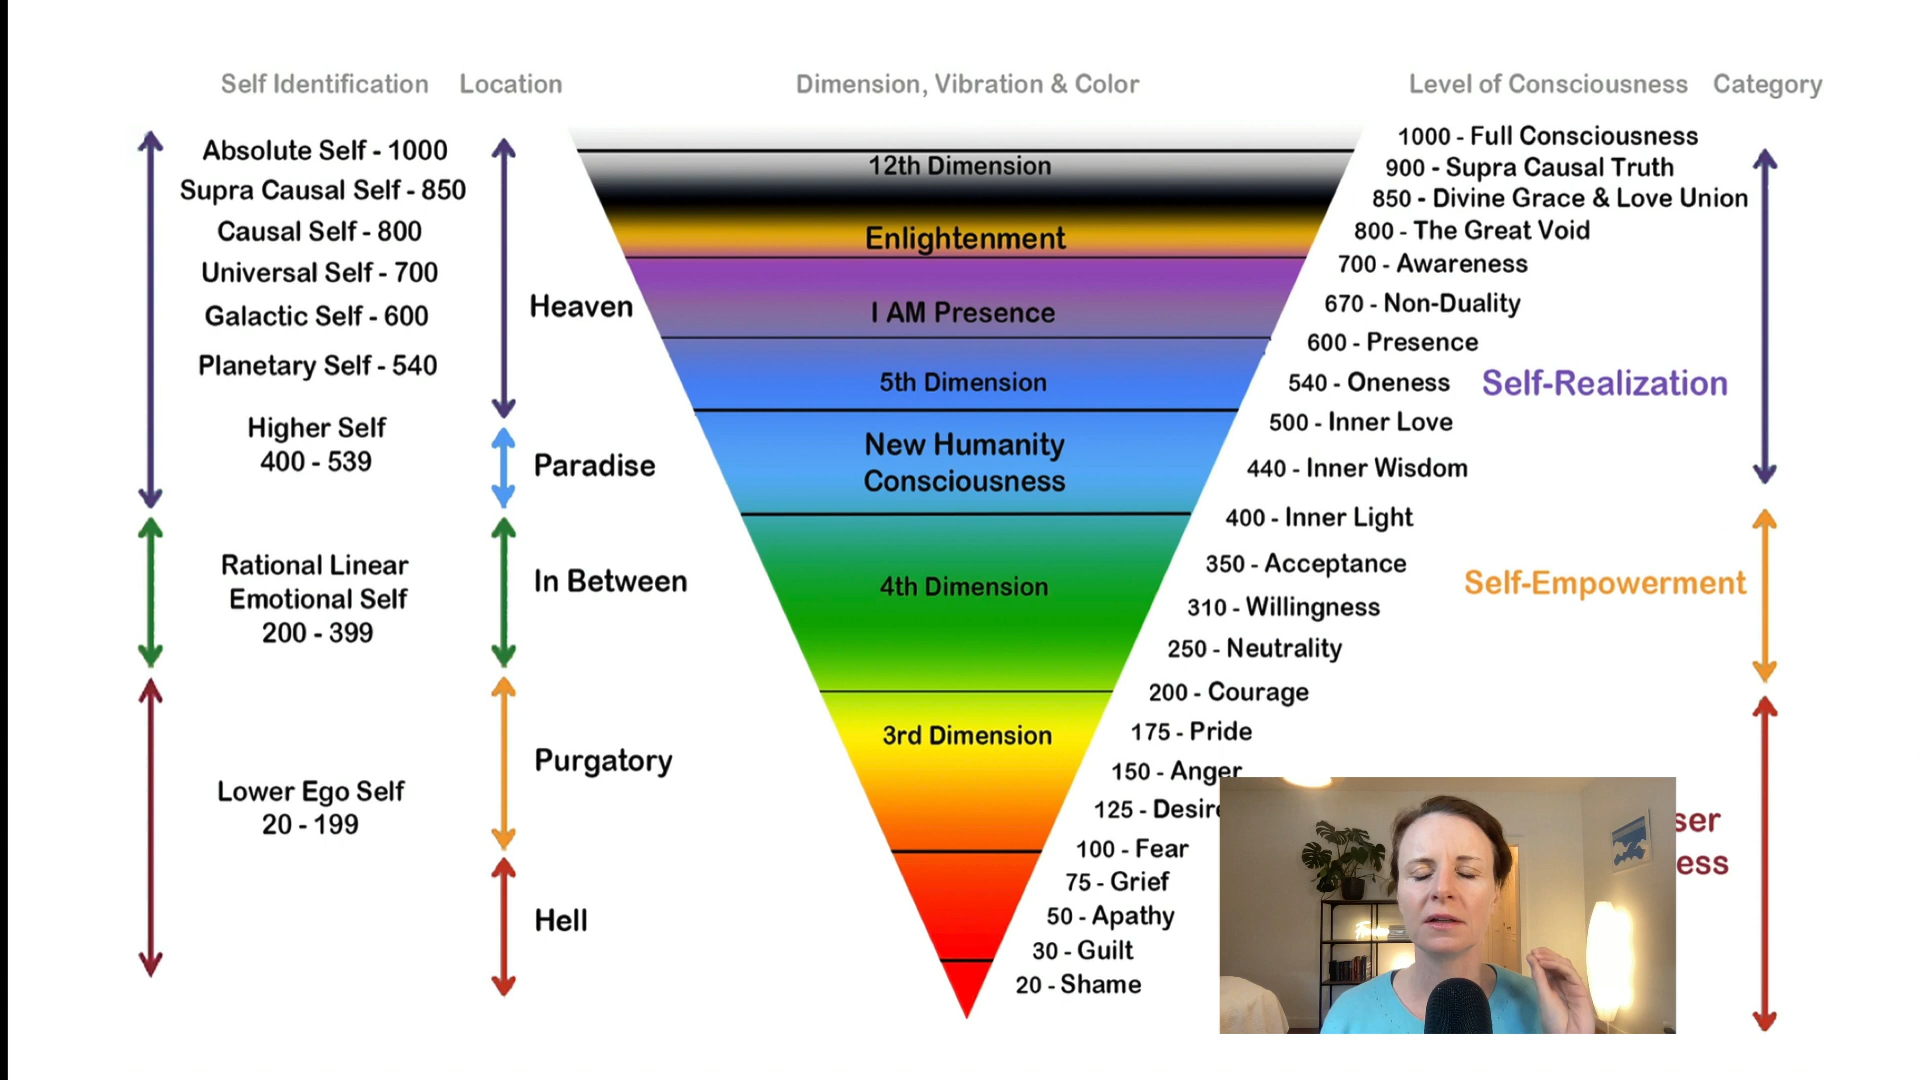 Self Identification
Location
Dimension, Vibration & Color
Level of Consciousness
Category
Absolute Self - 1000
Supra Causal Self - 850
Causal Self - 800
Universal Self - 700
Galactic Self - 600
Planetary Self - 540
Higher Self
400 - 539
Rational Linear
Emotional Self
200 - 399
Lower Ego Self
20 - 199
Heaven
Paradise
In Between
Purgatory
Hell
12th Dimension
Enlightenment
I AM Presence
5th Dimension
New Humanity
Consciousness
4th Dimension
3rd Dimension
1000 - Full Consciousness
900 - Supra Causal Truth
850 - Divine Grace & Love Union
800 - The Great Void
700 - Awareness
670 - Non-Duality
600 - Presence
540 - Oneness
500 - Inner Love
440 - Inner Wisdom
400 - Inner Light
350 - Acceptance
310 - Willingness
250 - Neutrality
200 - Courage
175 - Pride
150 - Anger
125 - Desire
100 - Fear
75 - Grief
50 - Apathy
30 - Guilt
20 - Shame
Self-Realization
Self-Empowerment
ser
ess